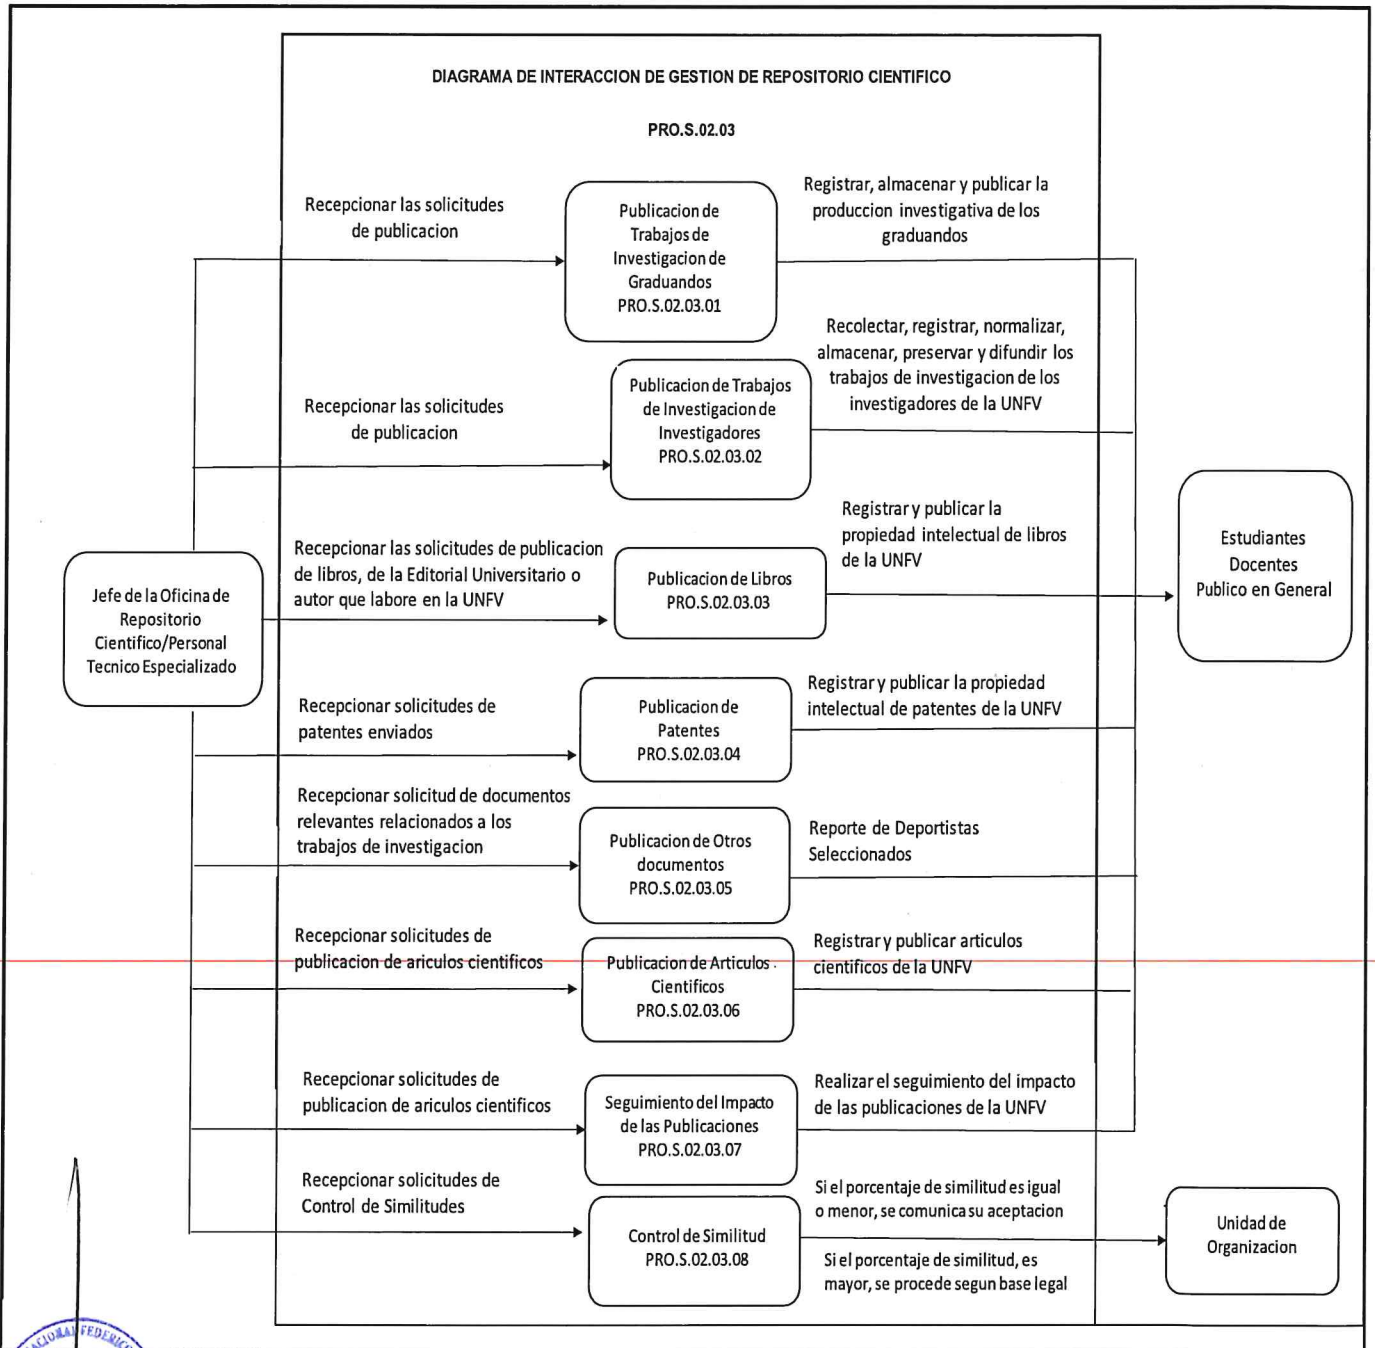 DIAGRAMA DE INTERACCION DE GESTION DE REPOSITORIO CIENTIFICO
PRO.S.02.03
Recepcionar las solicitudes
de publicacion
Publicacion de
Trabajos de
Investigacion de
Graduandos
PRO.S.02.03.01
Registrar, almacenar y publicar la
produccion investigativa de los
graduandos
Recepcionar las solicitudes
de publicacion
Publicacion de Trabajos
de Investigacion de
Investigadores
PRO.S.02.03.02
Recolectar, registrar, normalizar,
almacenar, preservar y difundir los
trabajos de investigacion de los
investigadores de la UNFV
Jefe de la Oficina de
Repositorio
Cientifico/Personal
Tecnico Especializado
Recepcionar las solicitudes de publicacion
de libros, de la Editorial Universitario o
autor que labore en la UNFV
Publicacion de Libros
PRO.S.02.03.03
Registrar y publicar la
propiedad intelectual de libros
de la UNFV
Estudiantes
Docentes
Publico en General
Recepcionar solicitudes de
patentes enviados
Publicacion de
Patentes
PRO.S.02.03.04
Registrar y publicar la propiedad
intelectual de patentes de la UNFV
Recepcionar solicitud de documentos
relevantes relacionados a los
trabajos de investigacion
Publicacion de Otros
documentos
PRO.S.02.03.05
Reporte de Deportistas
Seleccionados
Recepcionar solicitudes de
publicacion de ariculos cientificos
Publicacion de Articulos
Cientificos
PRO.S.02.03.06
Registrar y publicar articulos
cientificos de la UNFV
Recepcionar solicitudes de
publicacion de ariculos cientificos
Seguimiento del Impacto
de las Publicaciones
PRO.S.02.03.07
Realizar el seguimiento del impacto
de las publicaciones de la UNFV
Recepcionar solicitudes de
Control de Similitudes
Control de Similitud
PRO.S.02.03.08
Si el porcentaje de similitud es igual
o menor, se comunica su aceptacion
Si el porcentaje de similitud, es
mayor, se procede segun base legal
Unidad de
Organizacion